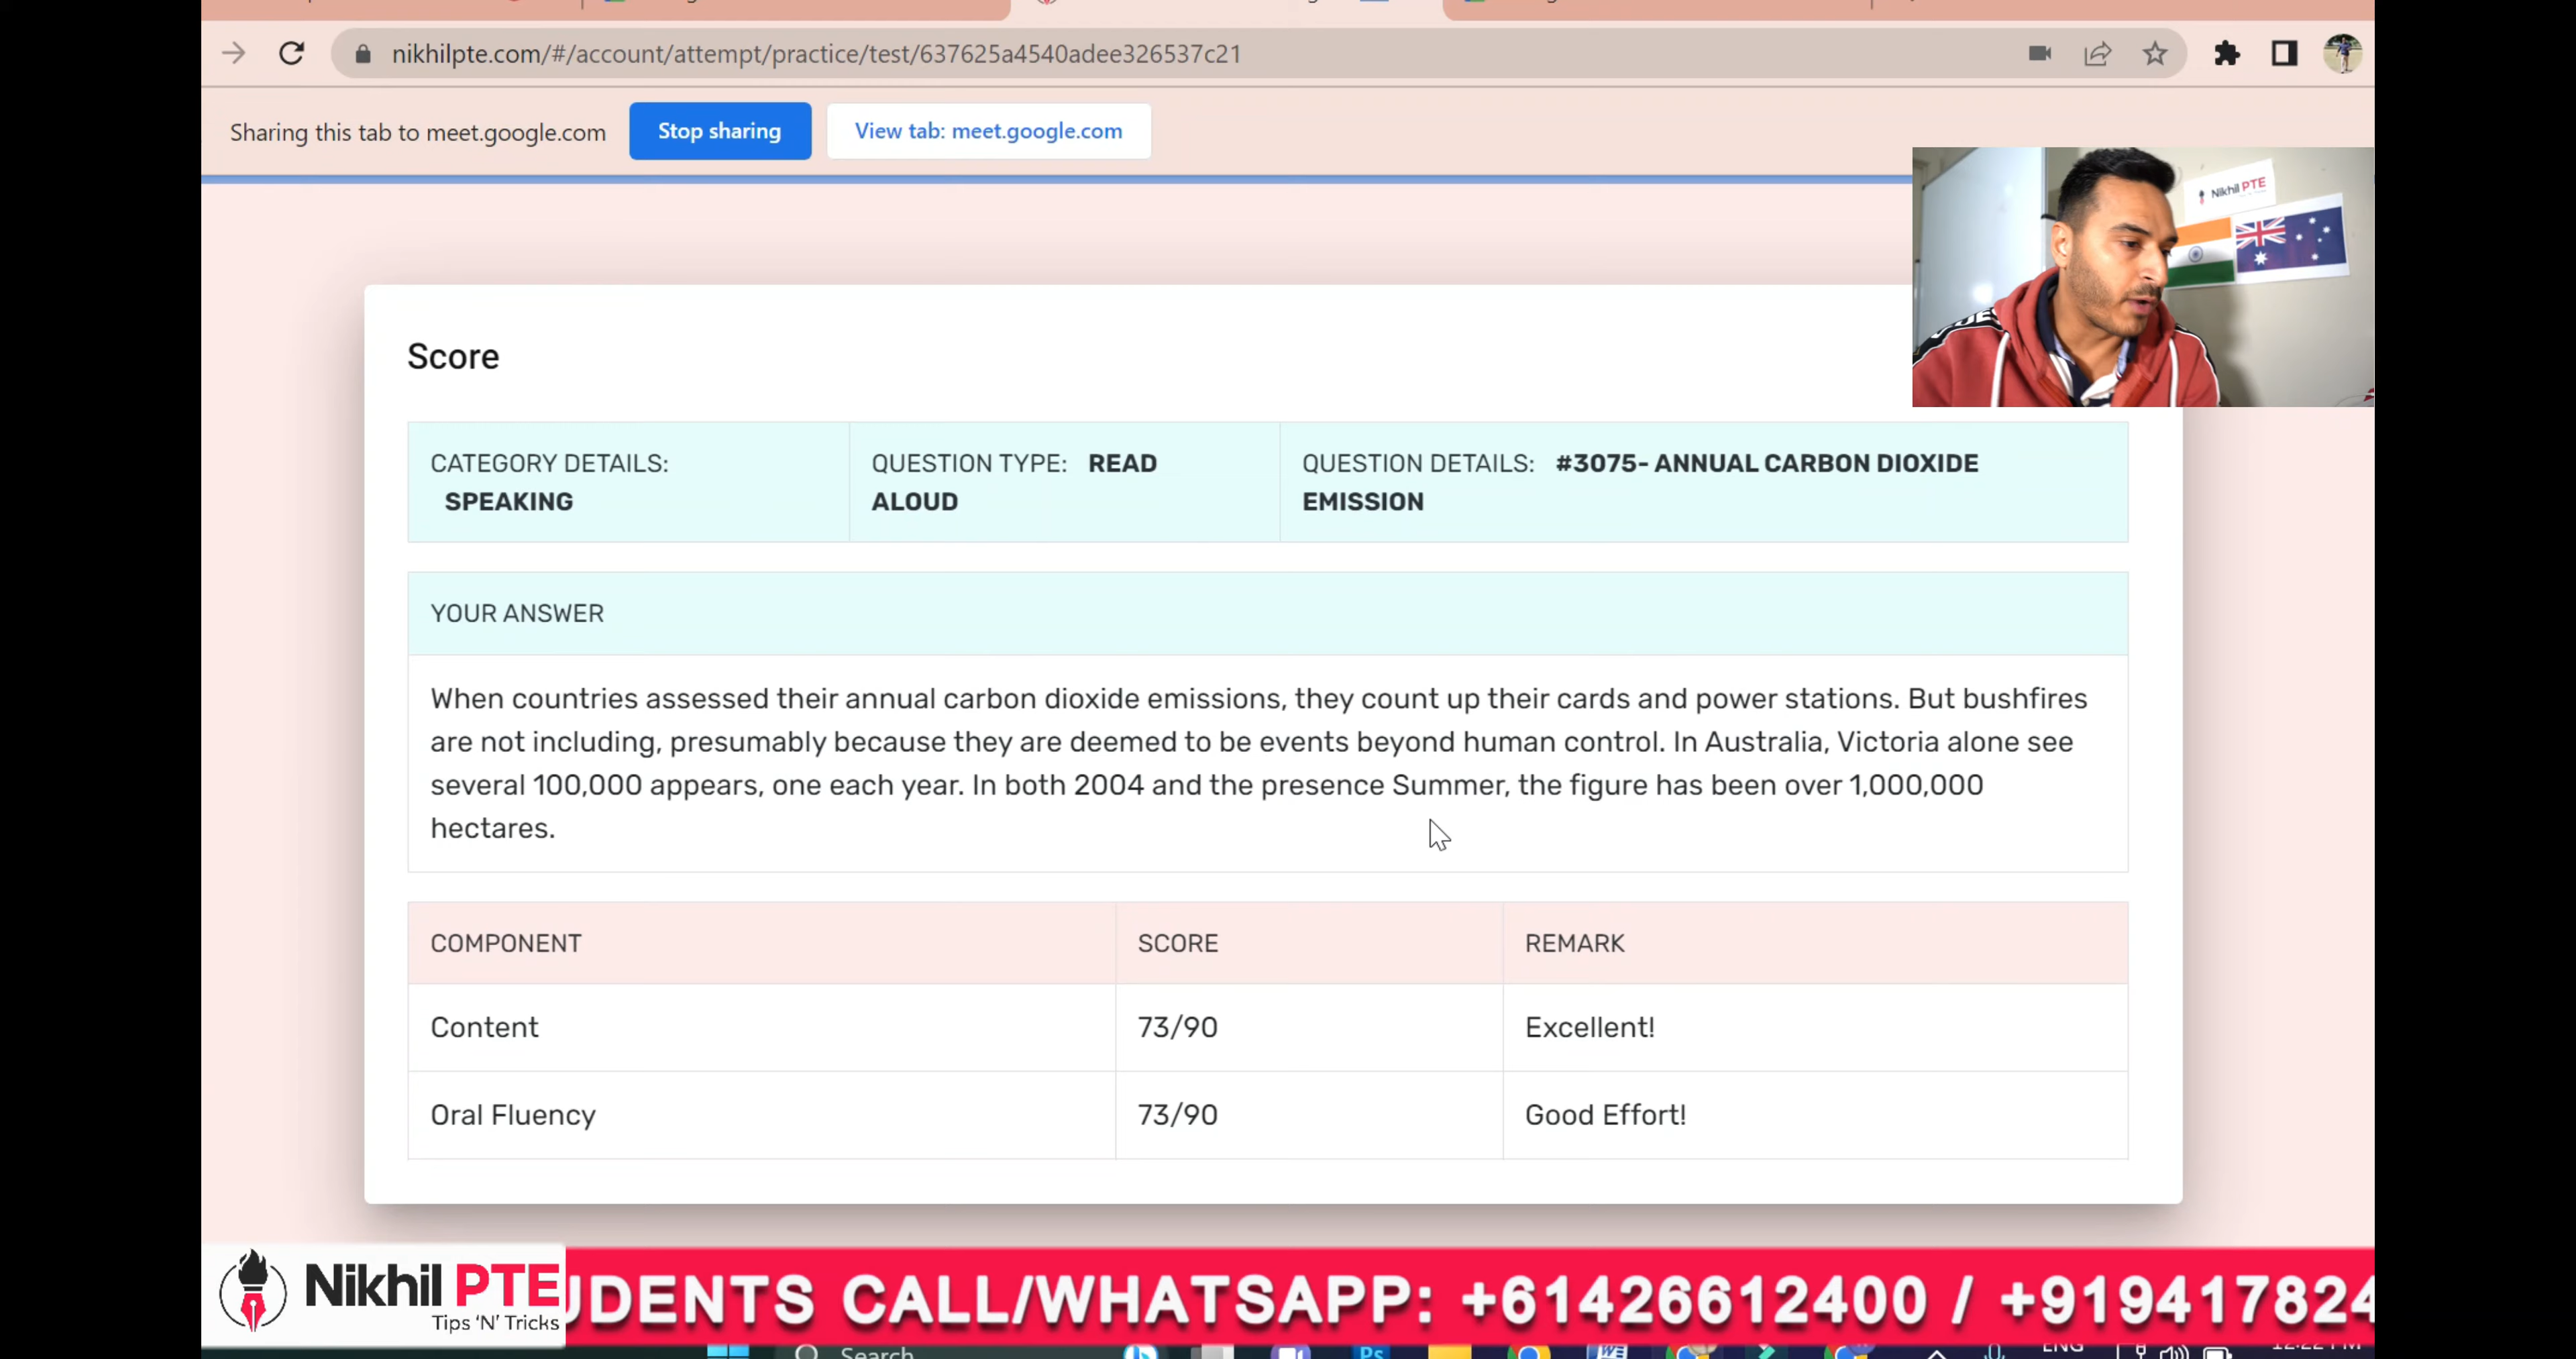 nikhilpte.com/#/account/attempt/practice/test/637625a4540adee326537c21
Sharing this tab to meet.google.com
Stop sharing
View tab: meet.google.com
Nikhil PTE
Score
CATEGORY DETAILS:
SPEAKING
QUESTION TYPE: READ
ALOUD
QUESTION DETAILS: #3075- ANNUAL CARBON DIOXIDE
EMISSION
YOUR ANSWER
When countries assessed their annual carbon dioxide emissions, they count up their cards and power stations. But bushfires
are not including, presumably because they are deemed to be events beyond human control. In Australia, Victoria alone see
several 100,000 appears, one each year. In both 2004 and the presence Summer, the figure has been over 1,000,000
hectares.
COMPONENT SCORE REMARK
Content 73/90 Excellent!
Oral Fluency 73/90 Good Effort!
Nikhil PTE
Tips 'N' Tricks
UDENTS CALL/WHATSAPP: +61426612400 / +919417824
Search
Ps
ENG